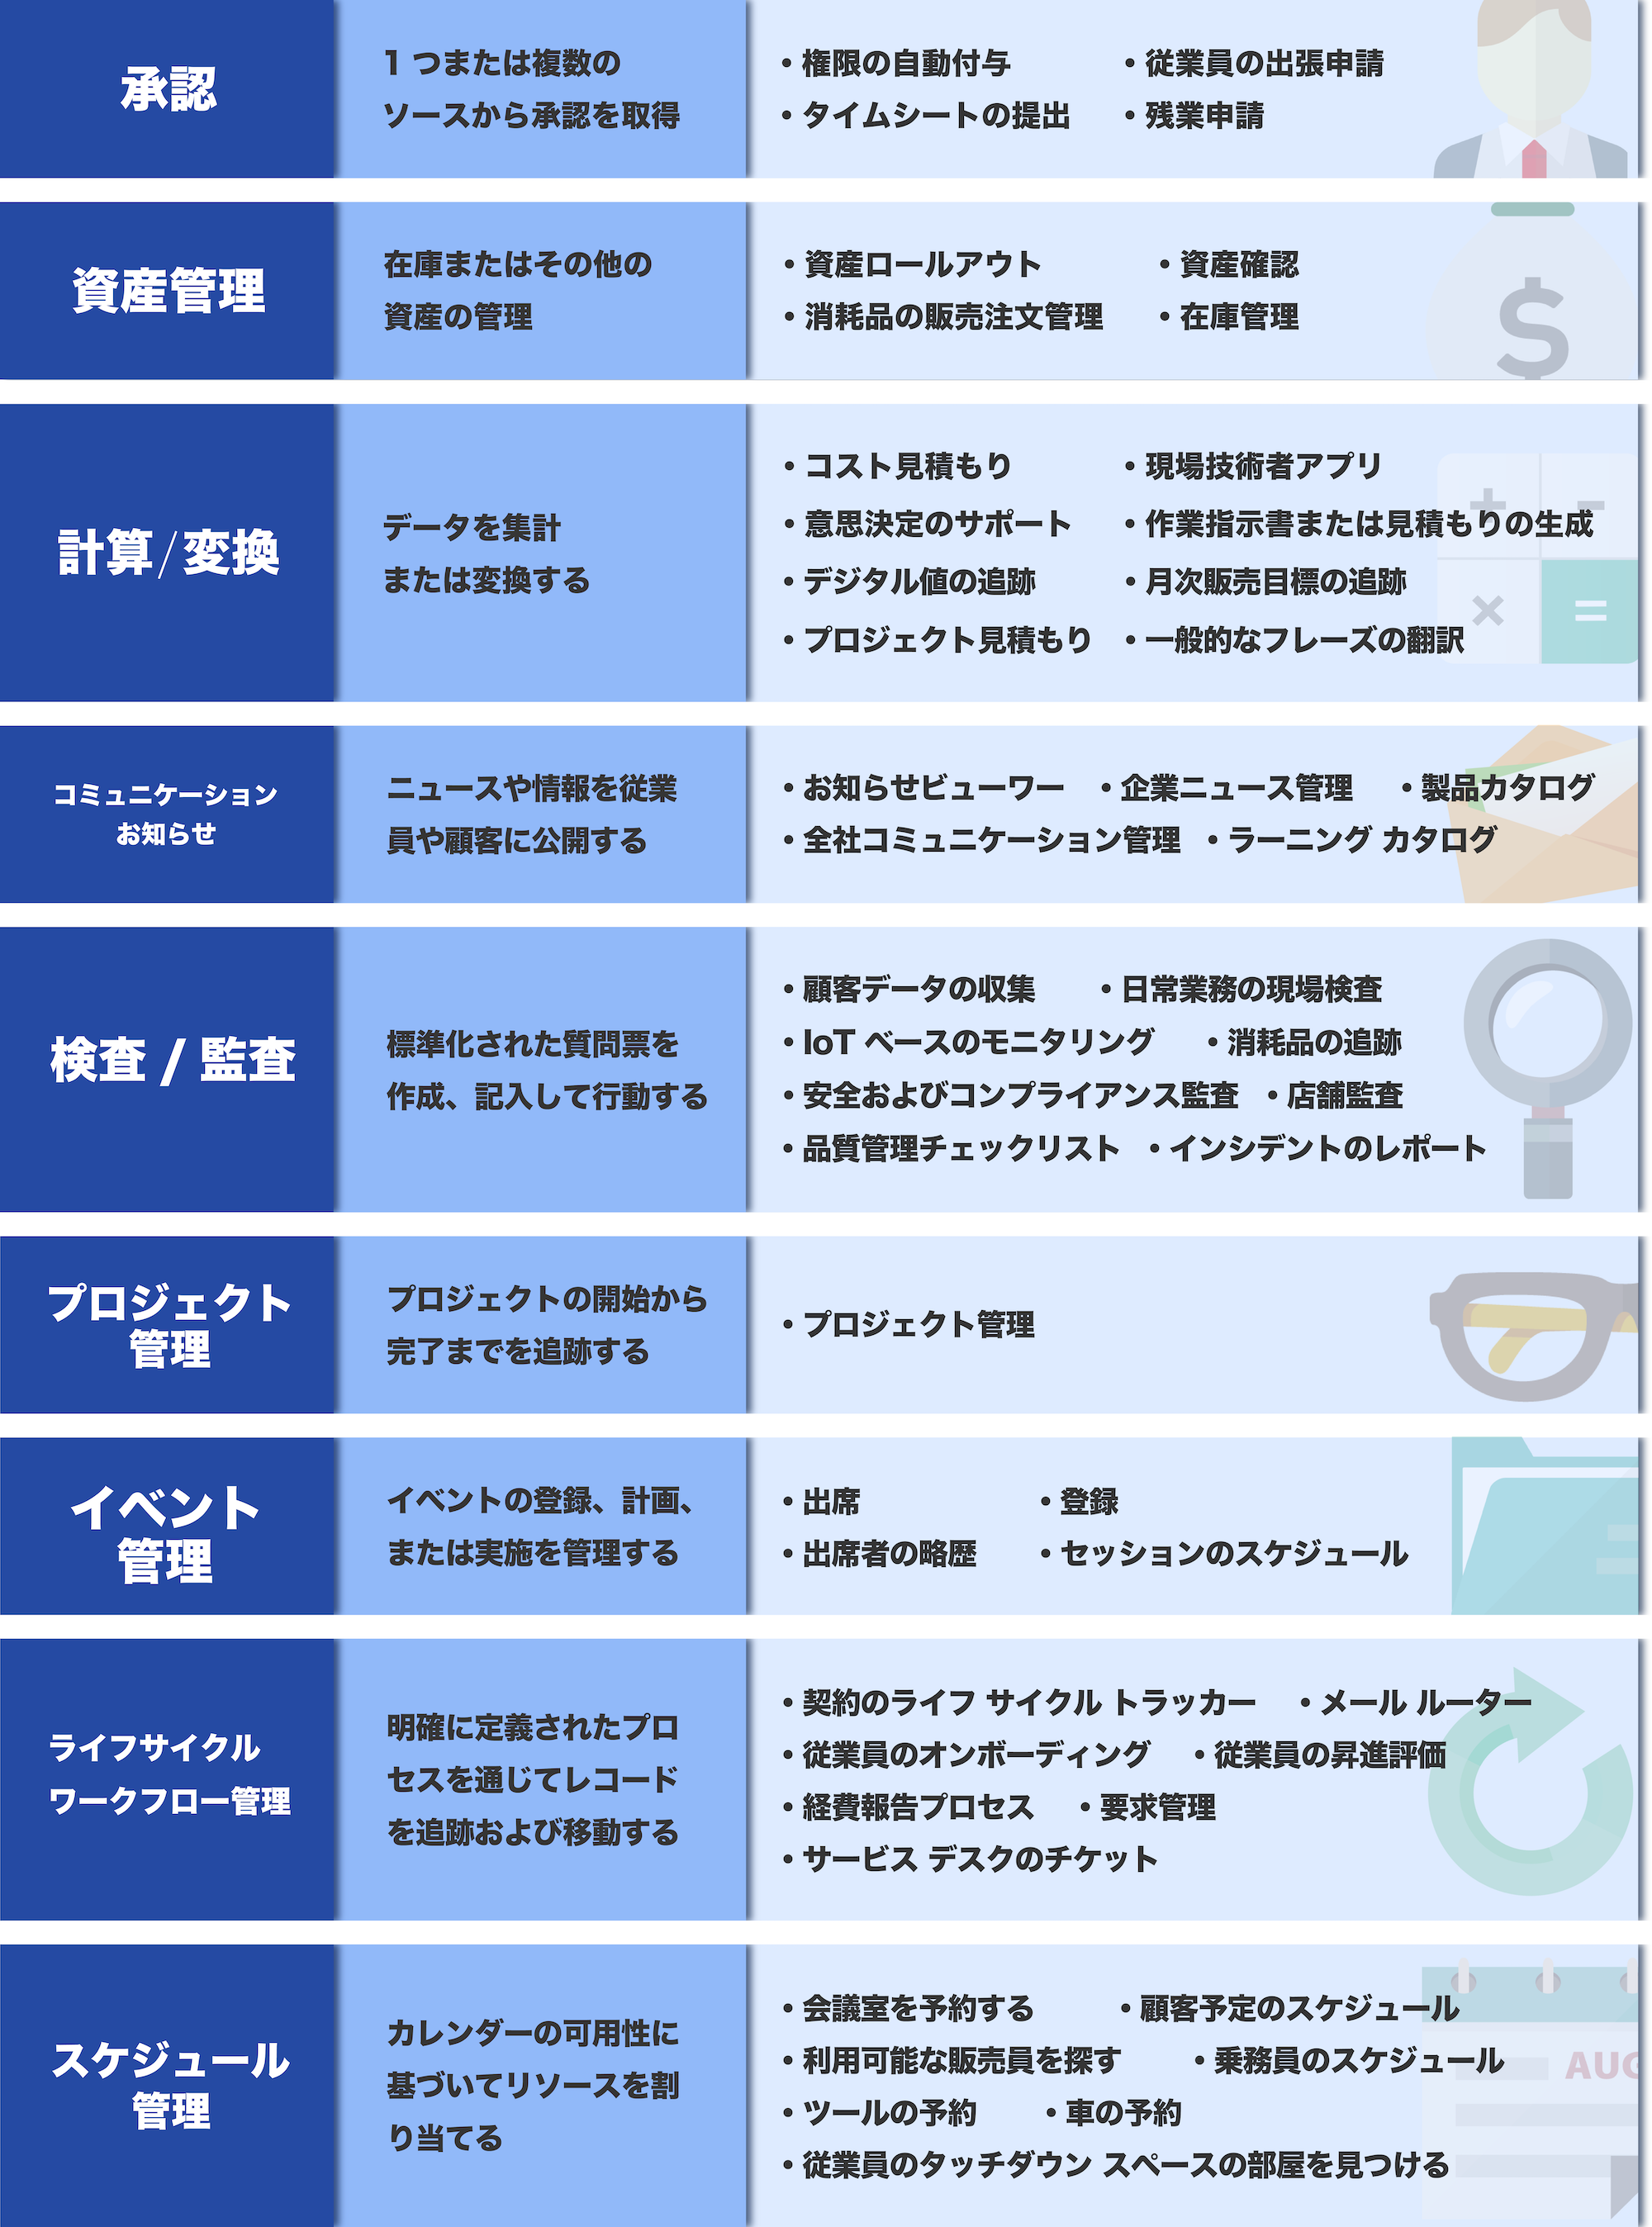 承認
1 つまたは複数の
ソースから承認を取得
・権限の自動付与 ・従業員の出張申請
・タイムシートの提出 ・残業申請
資産管理
在庫またはその他の
資産の管理
・資産ロールアウト ・資産確認
・消耗品の販売注文管理 ・在庫管理
$
計算/変換
データを集計
または変換する
・コスト見積もり ・現場技術者アプリ
・意思決定のサポート ・作業指示書または見積もりの生成
・デジタル値の追跡 ・月次販売目標の追跡
・プロジェクト見積もり ・一般的なフレーズの翻訳
+ -
× =
コミュニケーション
お知らせ
ニュースや情報を従業
員や顧客に公開する
・お知らせビューワー ・企業ニュース管理 ・製品カタログ
・全社コミュニケーション管理 ・ラーニング カタログ
検査 / 監査
標準化された質問票を
作成、記入して行動する
・顧客データの収集 ・日常業務の現場検査
・IoT ベースのモニタリング ・消耗品の追跡
・安全およびコンプライアンス監査 ・店舗監査
・品質管理チェックリスト ・インシデントのレポート
プロジェクト
管理
プロジェクトの開始から
完了までを追跡する
・プロジェクト管理
イベント
管理
イベントの登録、計画、
または実施を管理する
・出席 ・登録
・出席者の略歴 ・セッションのスケジュール
ライフサイクル
ワークフロー管理
明確に定義されたプロ
セスを通じてレコード
を追跡および移動する
・契約のライフ サイクル トラッカー ・メール ルーター
・従業員のオンボーディング ・従業員の昇進評価
・経費報告プロセス ・要求管理
・サービス デスクのチケット
スケジュール
管理
カレンダーの可用性に
基づいてリソースを割
り当てる
・会議室を予約する ・顧客予定のスケジュール
・利用可能な販売員を探す ・乗務員のスケジュール
・ツールの予約 ・車の予約
・従業員のタッチダウン スペースの部屋を見つける
AUG